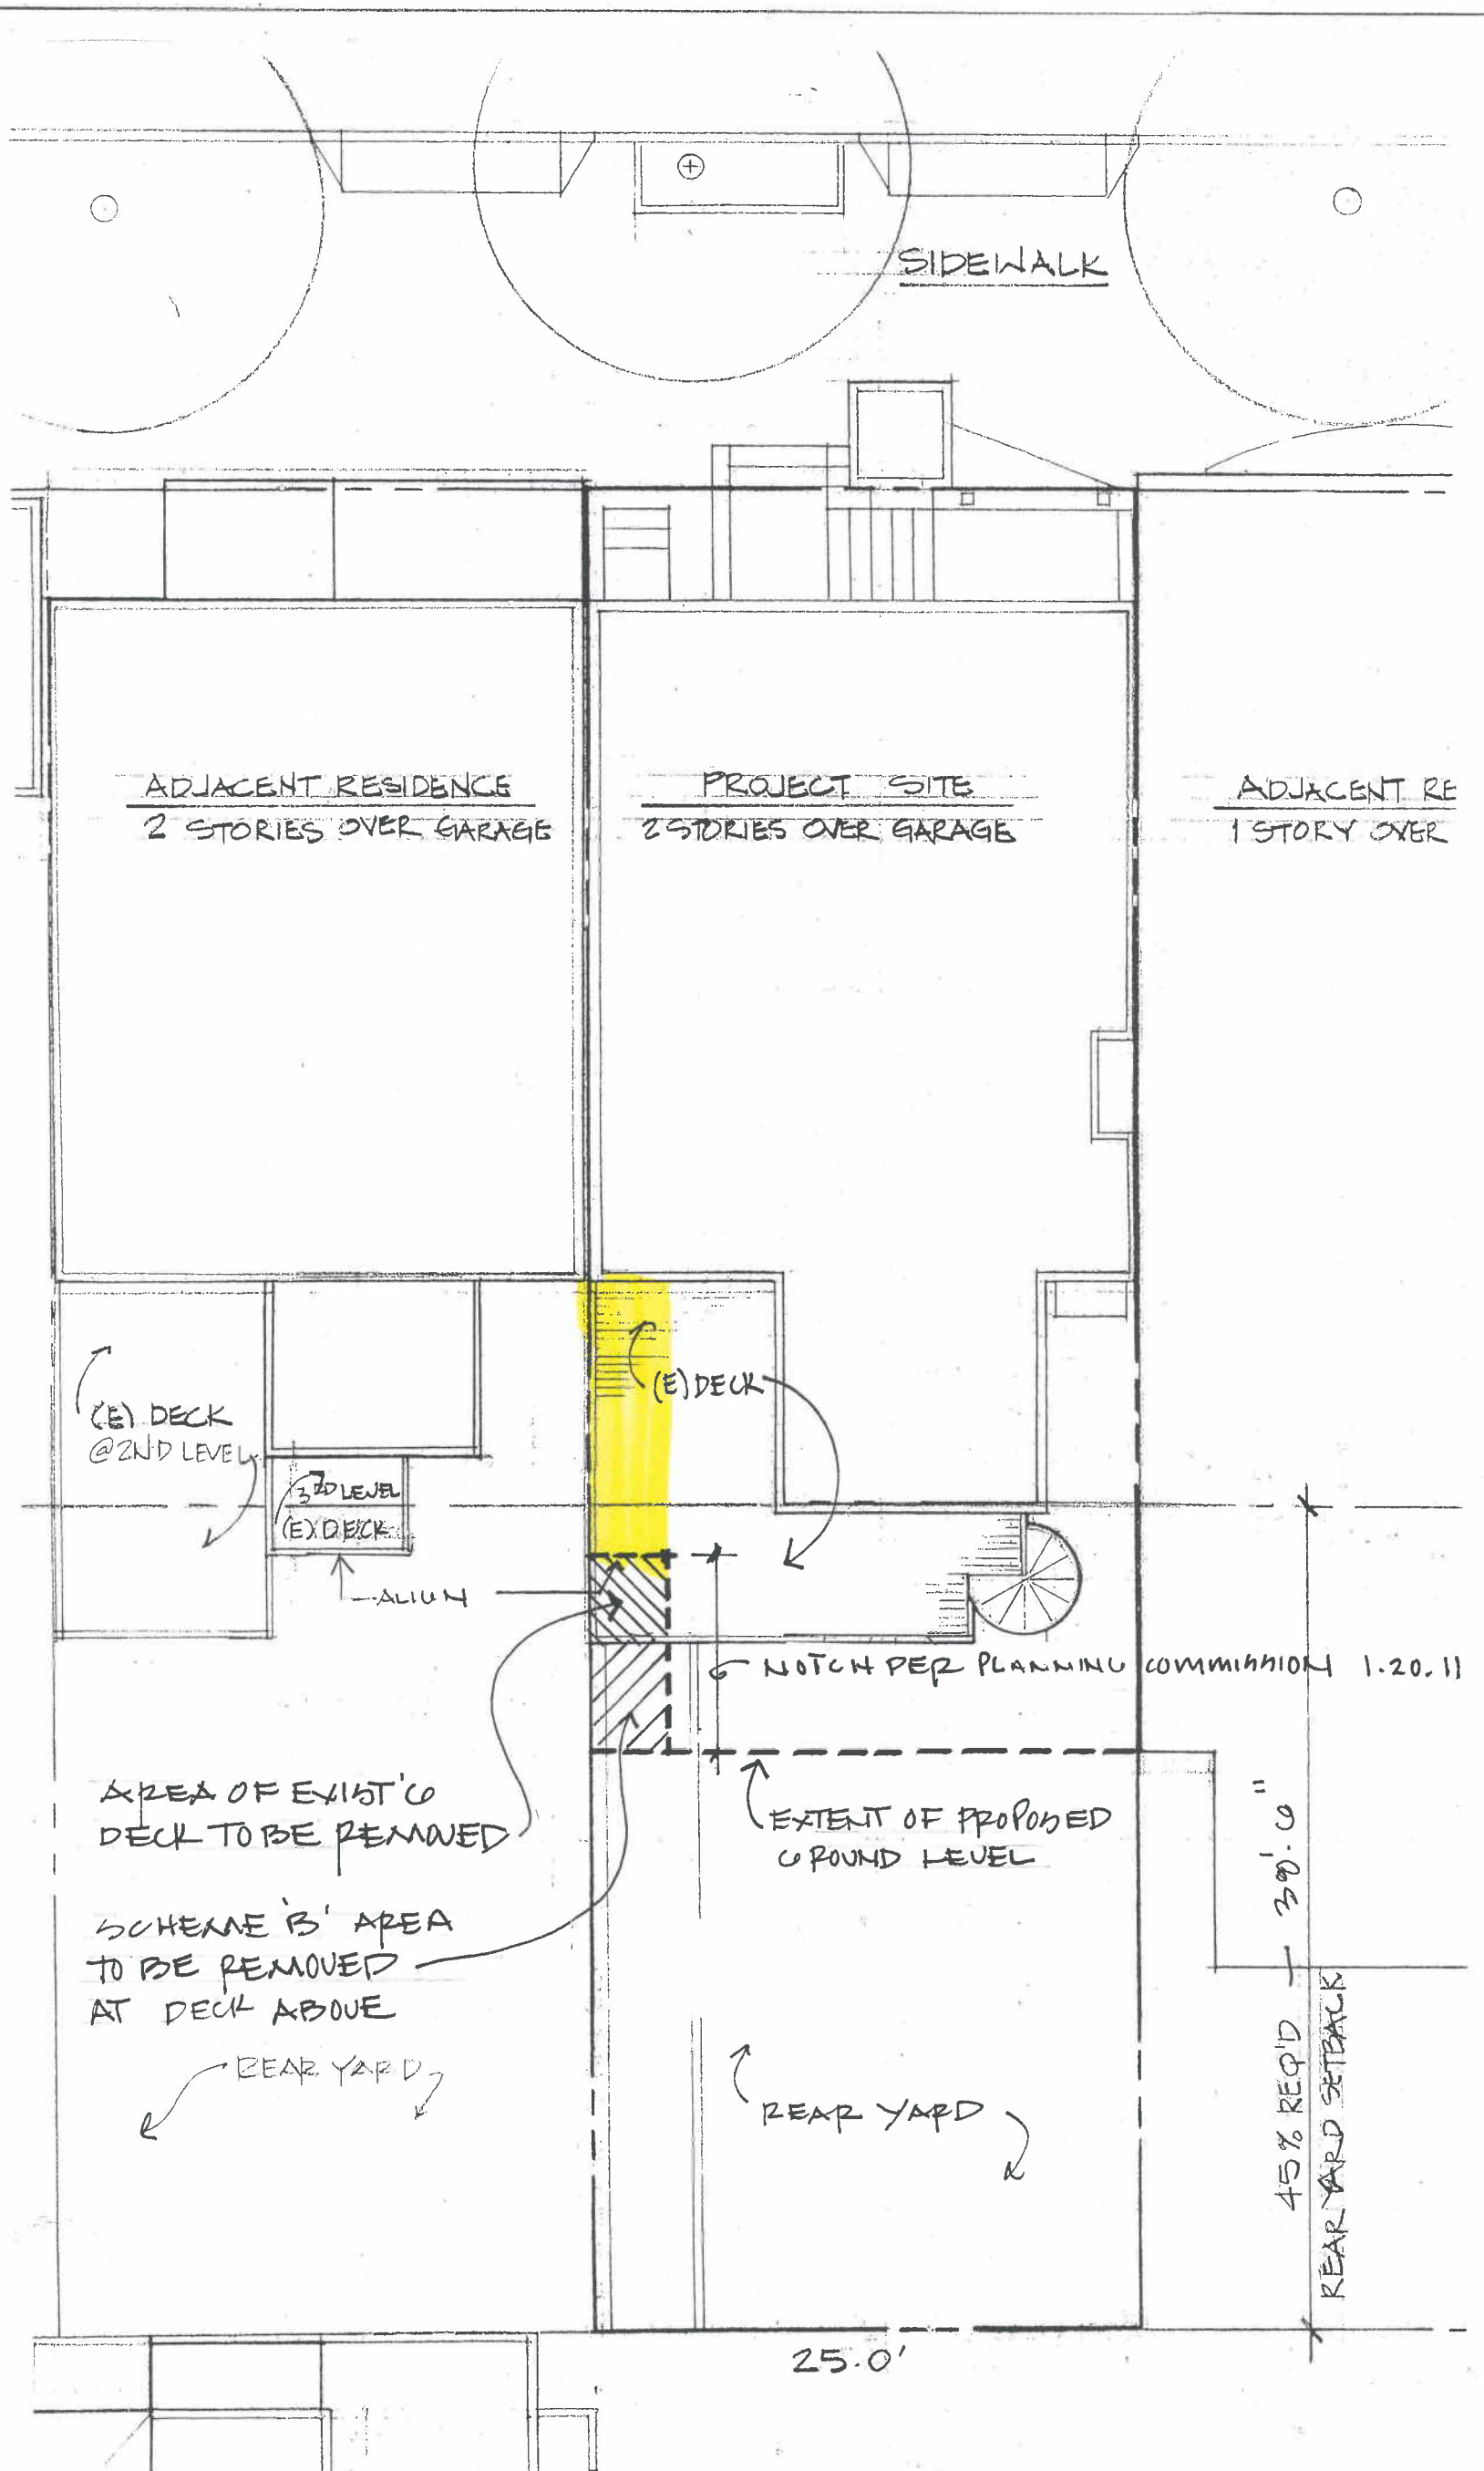 SIDEWALK
ADJACENT RESIDENCE
2 STORIES OVER GARAGE
PROJECT SITE
2 STORIES OVER GARAGE
ADJACENT RE
1 STORY OVER
(E) DECK
@ 2ND LEVEL
3RD LEVEL
(E) DECK
(E) DECK
ALIGN
NOTCH PER PLANNING COMMISSION 1.20.11
AREA OF EXIST'G
DECK TO BE REMOVED
EXTENT OF PROPOSED
GROUND LEVEL
SCHEME 'B' AREA
TO BE REMOVED
AT DECK ABOVE
REAR YARD
REAR YARD
45% REQ'D
REAR YARD SETBACK
25.0'